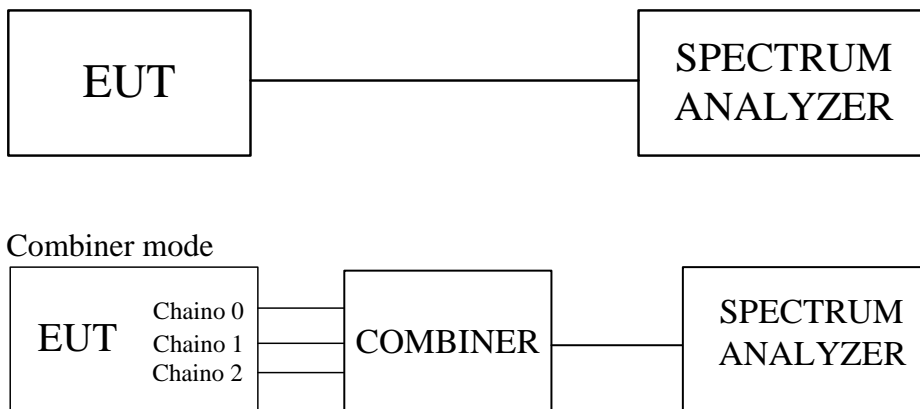 EUT
SPECTRUM
ANALYZER
Combiner mode
EUT
Chaino 0
Chaino 1
Chaino 2
COMBINER
SPECTRUM
ANALYZER